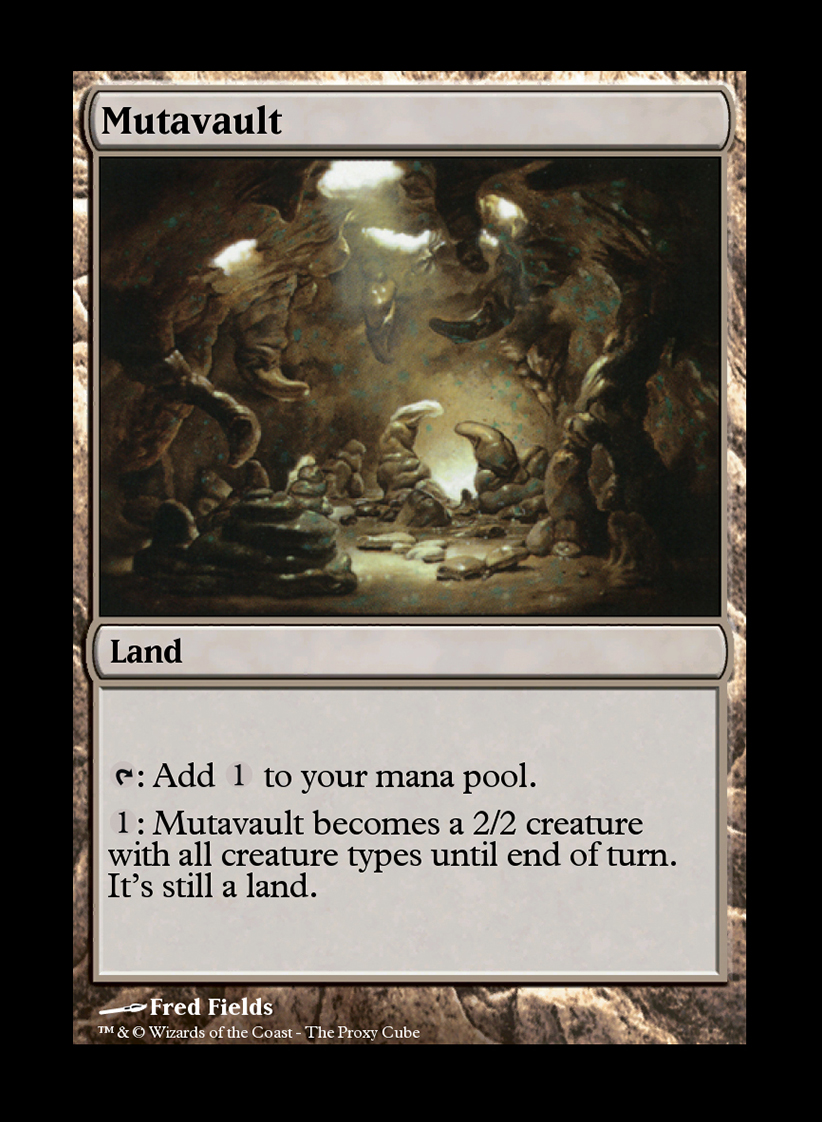 Mutavault
Land
: Add 1 to your mana pool.
1: Mutavault becomes a 2/2 creature
with all creature types until end of turn.
It's still a land.
Fred Fields
™ & © Wizards of the Coast - The Proxy Cube